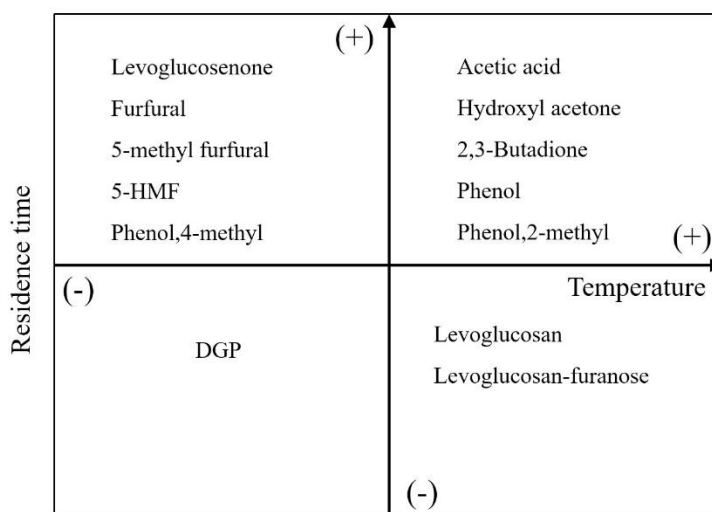 (+)
Levoglucosenone
Furfural
5-methyl furfural
5-HMF
Phenol,4-methyl
Acetic acid
Hydroxyl acetone
2,3-Butadione
Phenol
Phenol,2-methyl
(+)
Residence time
(-)
Temperature
DGP
Levoglucosan
Levoglucosan-furanose
(-)